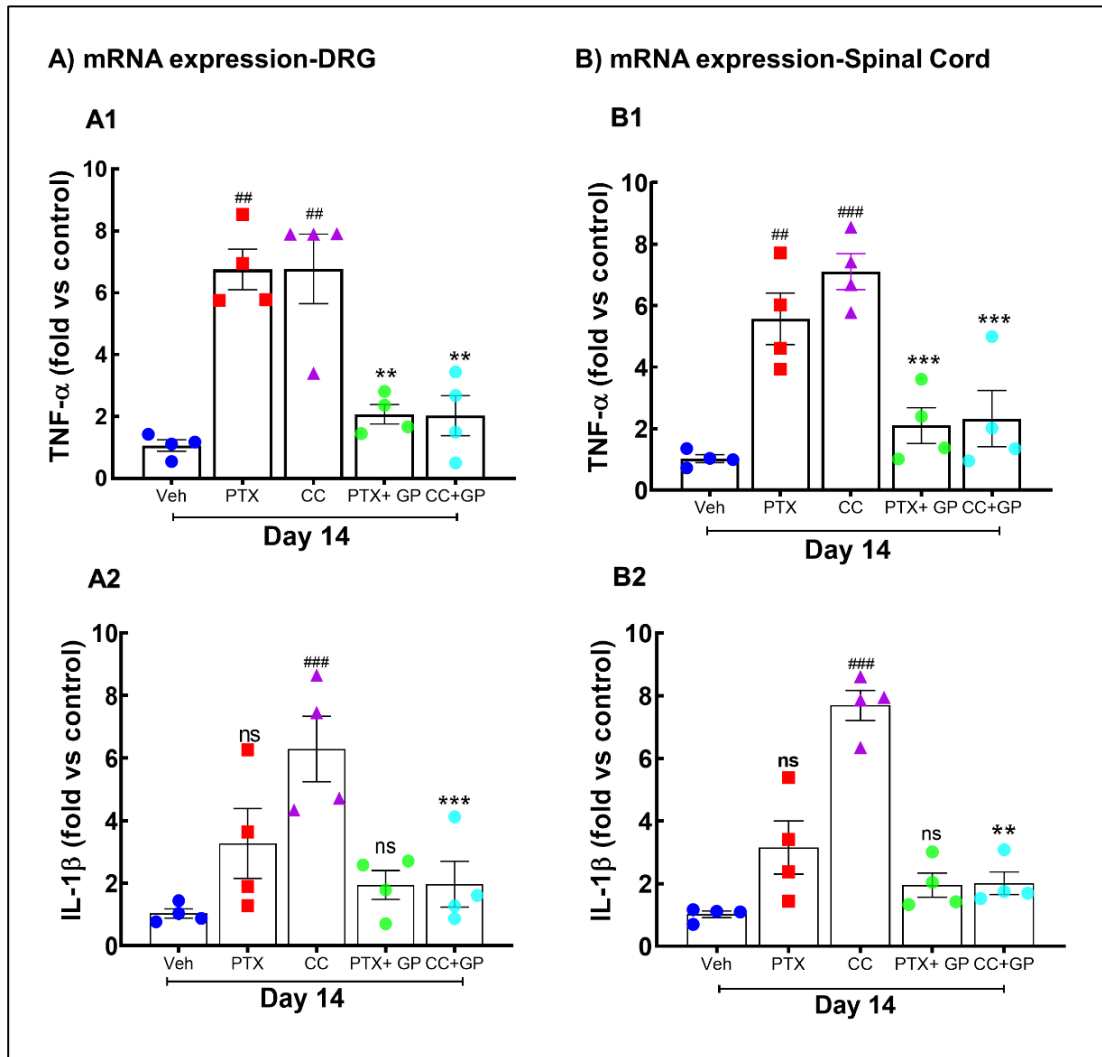 A) mRNA expression-DRG
B) mRNA expression-Spinal Cord
A1
TNF-α (fold vs control)
10
8
6
4
2
0
##
##
**
**
Veh
PTX
CC
PTX+ GP
CC+GP
Day 14
B1
TNF-α (fold vs control)
10
8
6
4
2
0
##
###
***
***
Veh
PTX
CC
PTX+ GP
CC+GP
Day 14
A2
IL-1β (fold vs control)
10
8
6
4
2
0
ns
###
ns
***
Veh
PTX
CC
PTX+ GP
CC+GP
Day 14
B2
IL-1β (fold vs control)
10
8
6
4
2
0
ns
###
ns
**
Veh
PTX
CC
PTX+ GP
CC+GP
Day 14